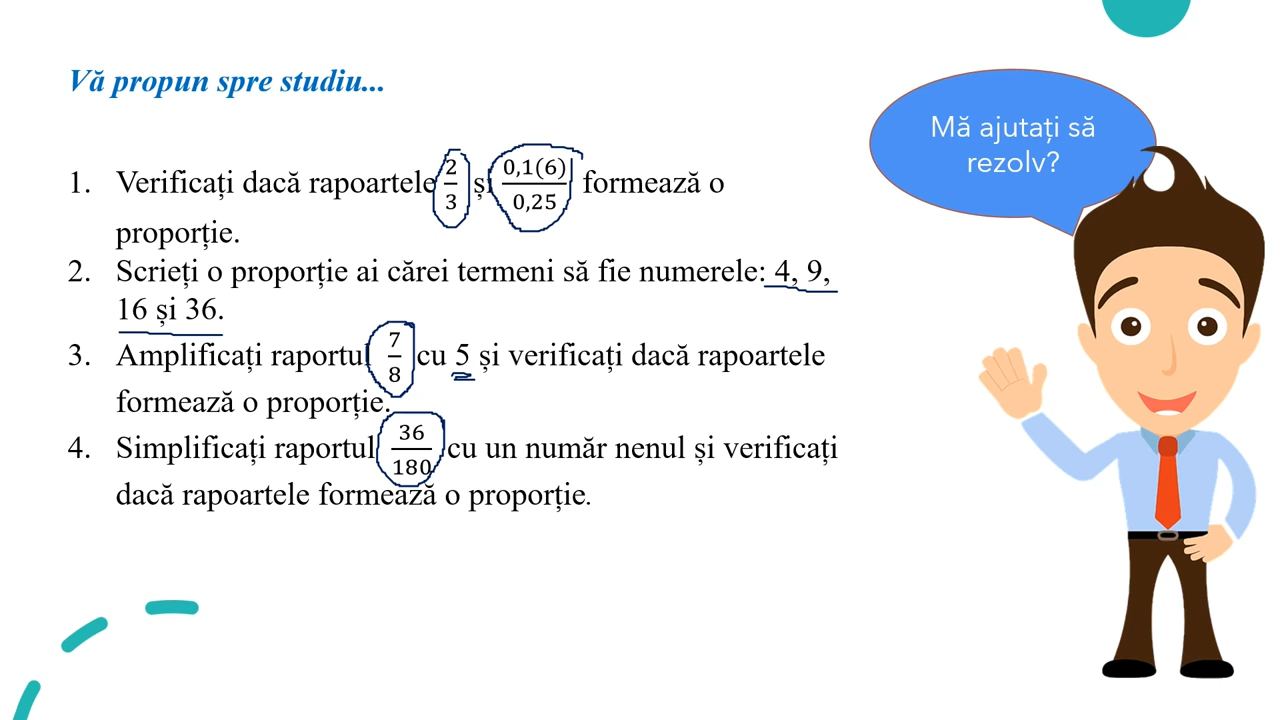 Vă propun spre studiu...
Mă ajutați să
rezolv?
1. Verificați dacă rapoartele 2/3 și 0,1(6)/0,25 formează o
proporție.
2. Scrieți o proporție ai cărei termeni să fie numerele: 4, 9,
16 și 36.
3. Amplificați raportul 7/8 cu 5 și verificați dacă rapoartele
formează o proporție.
4. Simplificați raportul 36/180 cu un număr nenul și verificați
dacă rapoartele formează o proporție.